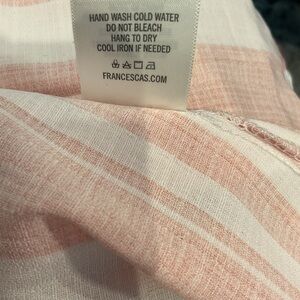 HAND WASH COLD WATER
DO NOT BLEACH
HANG TO DRY
COOL IRON IF NEEDED
FRANCESCAS.COM